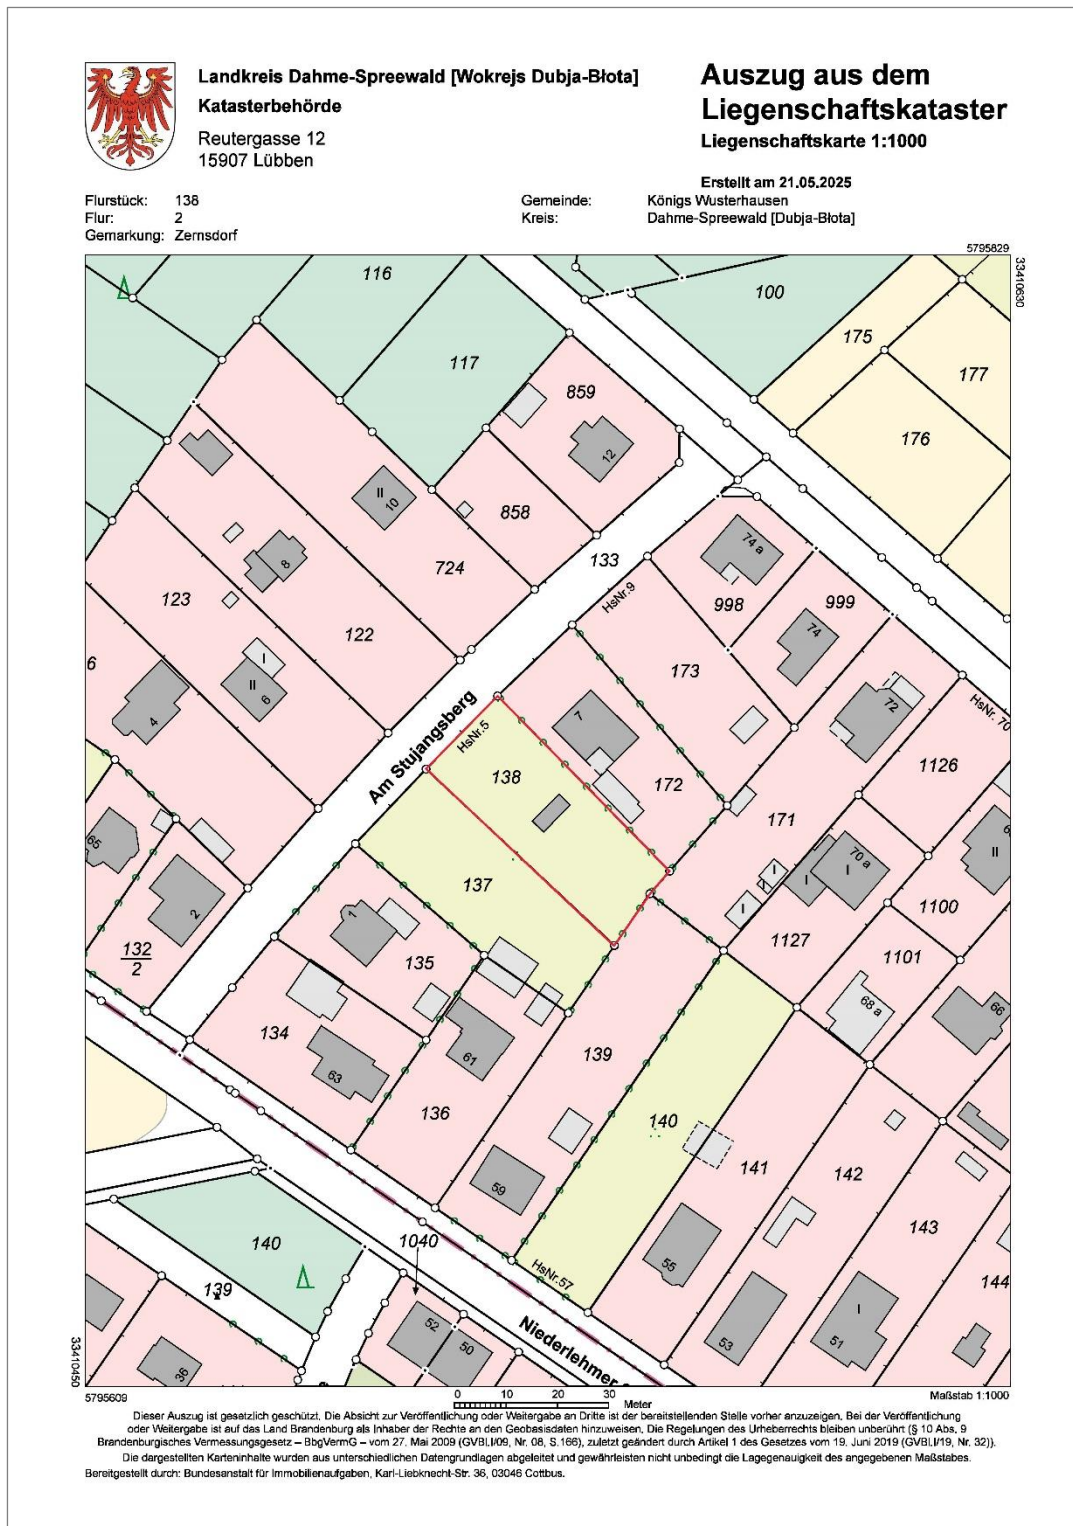 Landkreis Dahme-Spreewald [Wokrejs Dubja-Błota]
Katasterbehörde
Reutergasse 12
15907 Lübben
Auszug aus dem
Liegenschaftskataster
Liegenschaftskarte 1:1000
Erstellt am 21.05.2025
Flurstück: 138
Flur: 2
Gemarkung: Zernsdorf
Gemeinde: Königs Wusterhausen
Kreis: Dahme-Spreewald [Dubja-Błota]
5795829
33410630
116
100
117
175
177
859
176
12
II
10
858
133
74 a
8
724
998
999
123
HsNr.9
74
122
173
6
I
II
6
4
72
HsNr. 70
Am Stujangsberg
HsNr.5
7
1126
138
172
171
65
II
70 a
I
I
I
2
137
1100
1
1127
1101
132
2
135
68 a
66
134
61
139
63
136
140
141
142
59
143
140
1040
HsNr.57
55
144
139
52
50
53
I
51
36
Niederlehmer
33410450
5795609
0 10 20 30
Meter
Maßstab 1:1000
Dieser Auszug ist gesetzlich geschützt. Die Absicht zur Veröffentlichung oder Weitergabe an Dritte ist der bereitstellenden Stelle vorher anzuzeigen. Bei der Veröffentlichung
oder Weitergabe ist auf das Land Brandenburg als Inhaber der Rechte an den Geobasisdaten hinzuweisen. Die Regelungen des Urheberrechts bleiben unberührt (§ 10 Abs. 9
Brandenburgisches Vermessungsgesetz – BbgVermG – vom 27. Mai 2009 (GVBl.I/09, Nr. 08, S.166), zuletzt geändert durch Artikel 1 des Gesetzes vom 19. Juni 2019 (GVBl.I/19, Nr. 32)).
Die dargestellten Karteninhalte wurden aus unterschiedlichen Datengrundlagen abgeleitet und gewährleisten nicht unbedingt die Lagegenauigkeit des angegebenen Maßstabes.
Bereitgestellt durch: Bundesanstalt für Immobilienaufgaben, Karl-Liebknecht-Str. 36, 03046 Cottbus.